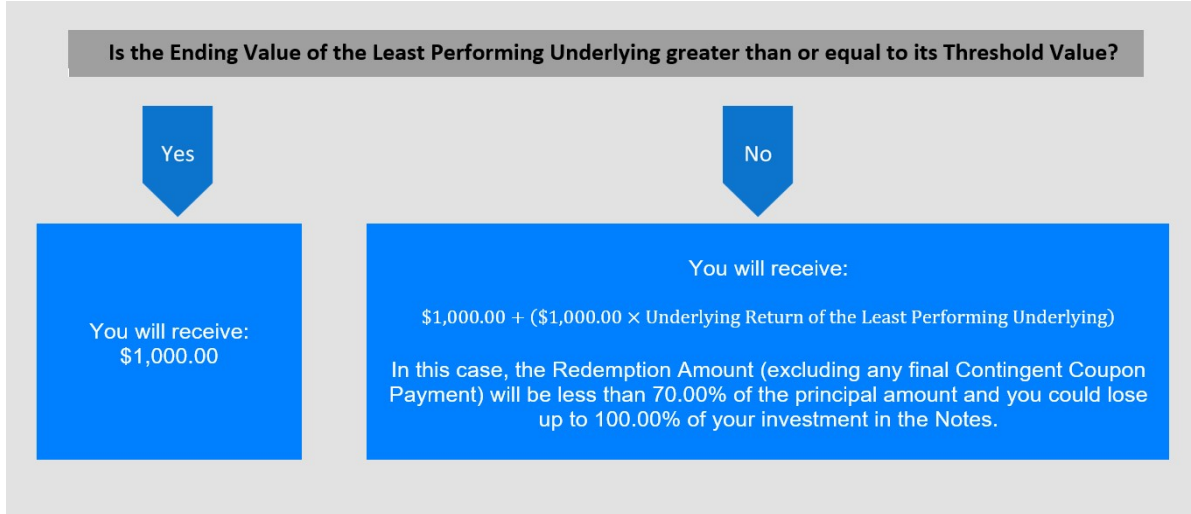 Is the Ending Value of the Least Performing Underlying greater than or equal to its Threshold Value?
Yes
No
You will receive:
$1,000.00
You will receive:
$1,000.00 + ($1,000.00 × Underlying Return of the Least Performing Underlying)
In this case, the Redemption Amount (excluding any final Contingent Coupon
Payment) will be less than 70.00% of the principal amount and you could lose
up to 100.00% of your investment in the Notes.